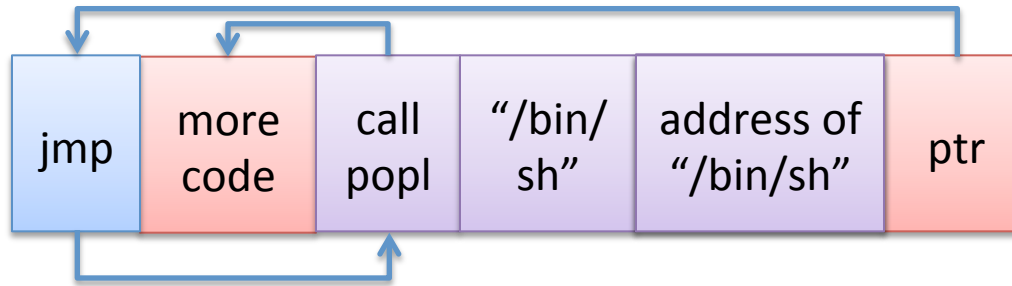 jmp
more
code
call
popl
“/bin/
sh”
address of
“/bin/sh”
ptr